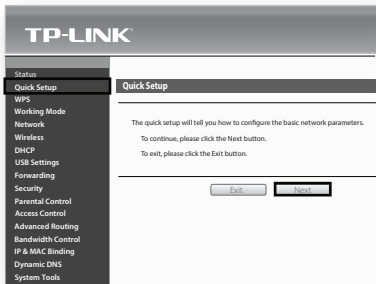 TP-LINK
Status
Quick Setup
WPS
Working Mode
Network
Wireless
DHCP
USB Settings
Forwarding
Security
Parental Control
Access Control
Advanced Routing
Bandwidth Control
IP & MAC Binding
Dynamic DNS
System Tools
Quick Setup
The quick setup will tell you how to configure the basic network parameters.
To continue, please click the Next button.
To exit, please click the Exit button.
Exit
Next